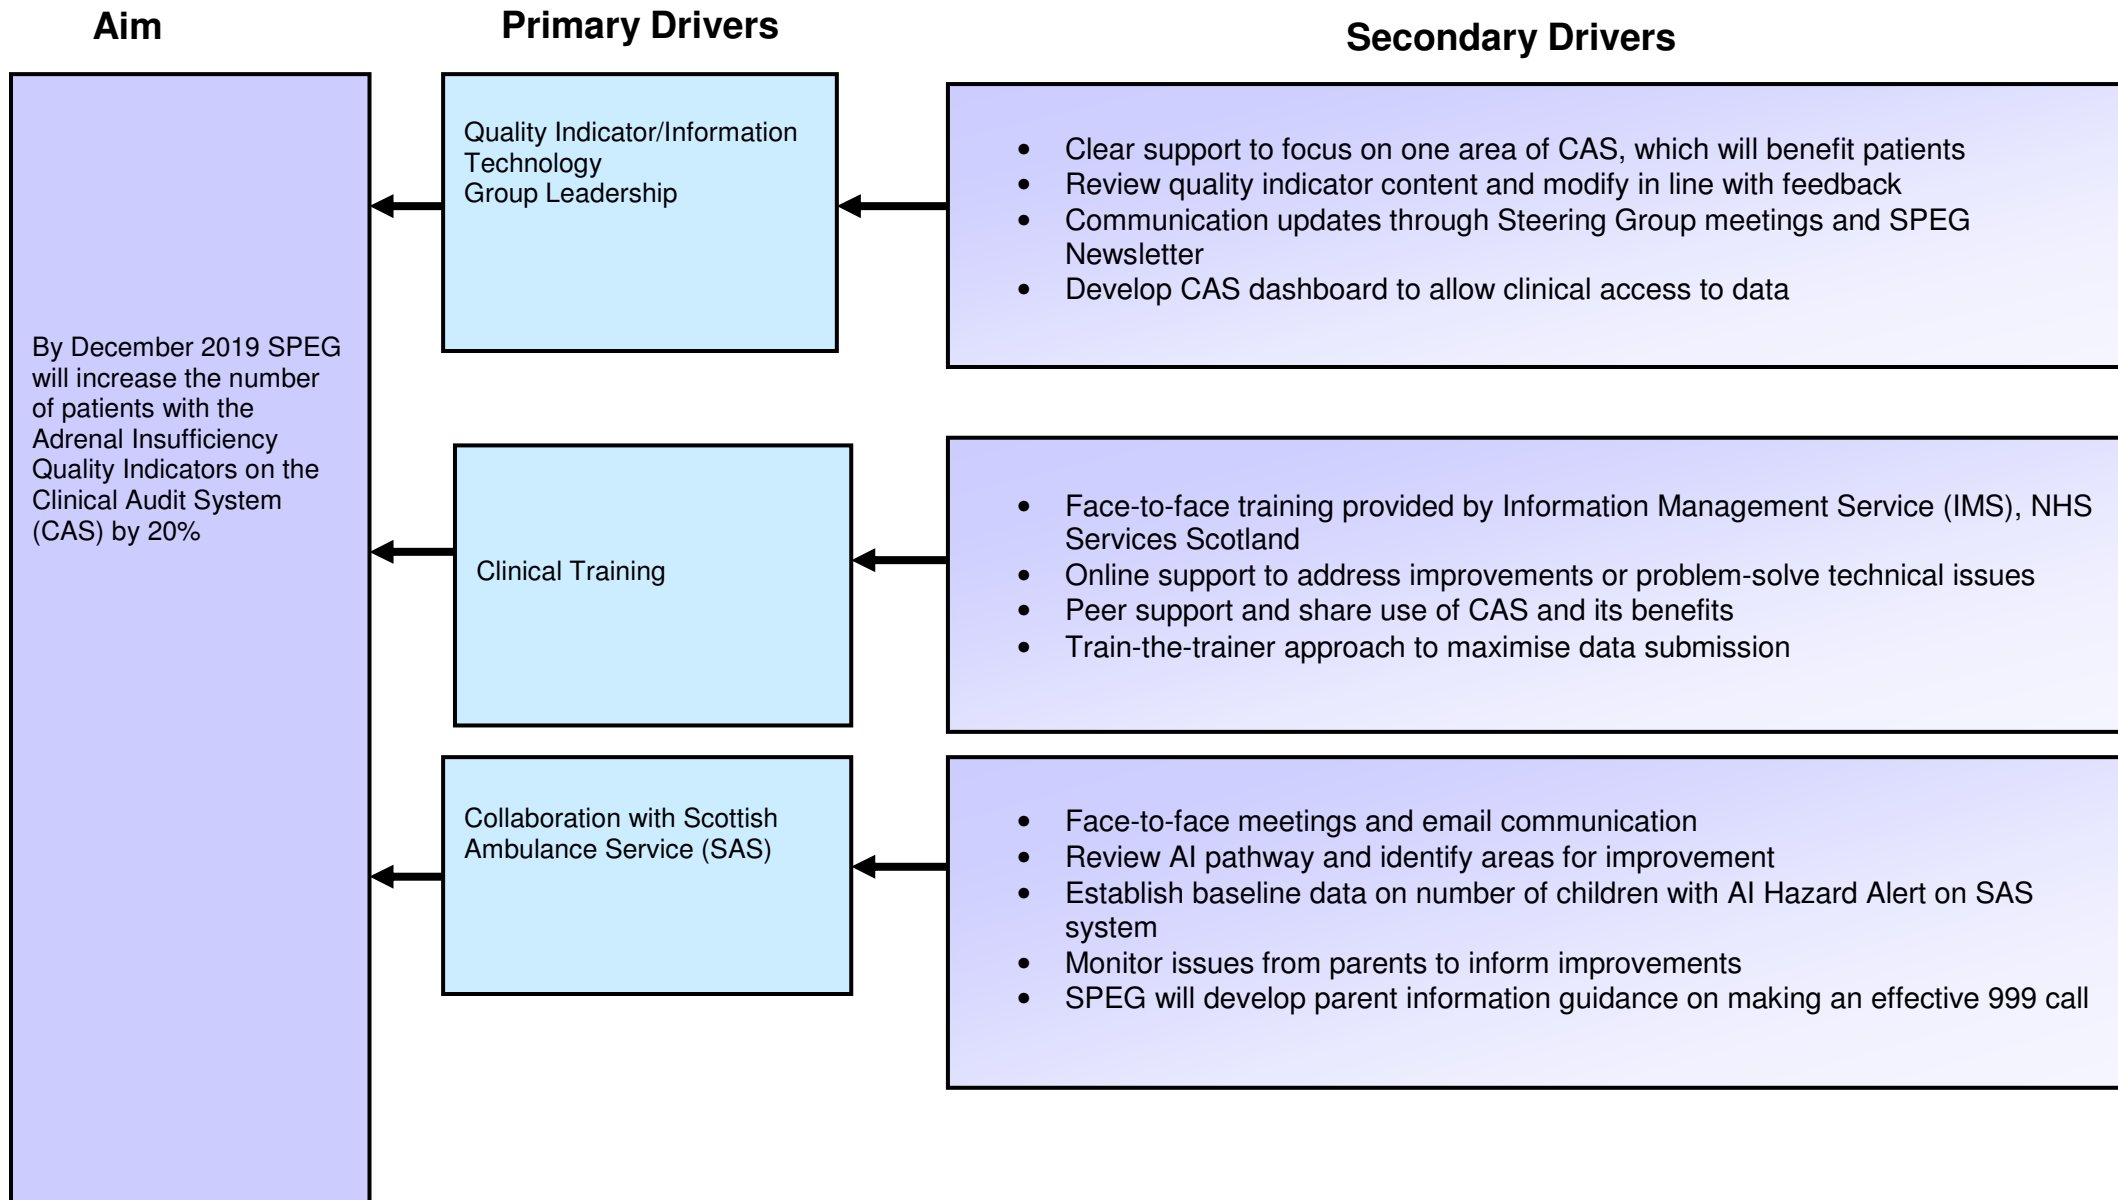 Aim
Primary Drivers
Secondary Drivers
By December 2019 SPEG
will increase the number
of patients with the
Adrenal Insufficiency
Quality Indicators on the
Clinical Audit System
(CAS) by 20%
Quality Indicator/Information
Technology
Group Leadership
• Clear support to focus on one area of CAS, which will benefit patients
• Review quality indicator content and modify in line with feedback
• Communication updates through Steering Group meetings and SPEG
Newsletter
• Develop CAS dashboard to allow clinical access to data
Clinical Training
• Face-to-face training provided by Information Management Service (IMS), NHS
Services Scotland
• Online support to address improvements or problem-solve technical issues
• Peer support and share use of CAS and its benefits
• Train-the-trainer approach to maximise data submission
Collaboration with Scottish
Ambulance Service (SAS)
• Face-to-face meetings and email communication
• Review AI pathway and identify areas for improvement
• Establish baseline data on number of children with AI Hazard Alert on SAS
system
• Monitor issues from parents to inform improvements
• SPEG will develop parent information guidance on making an effective 999 call